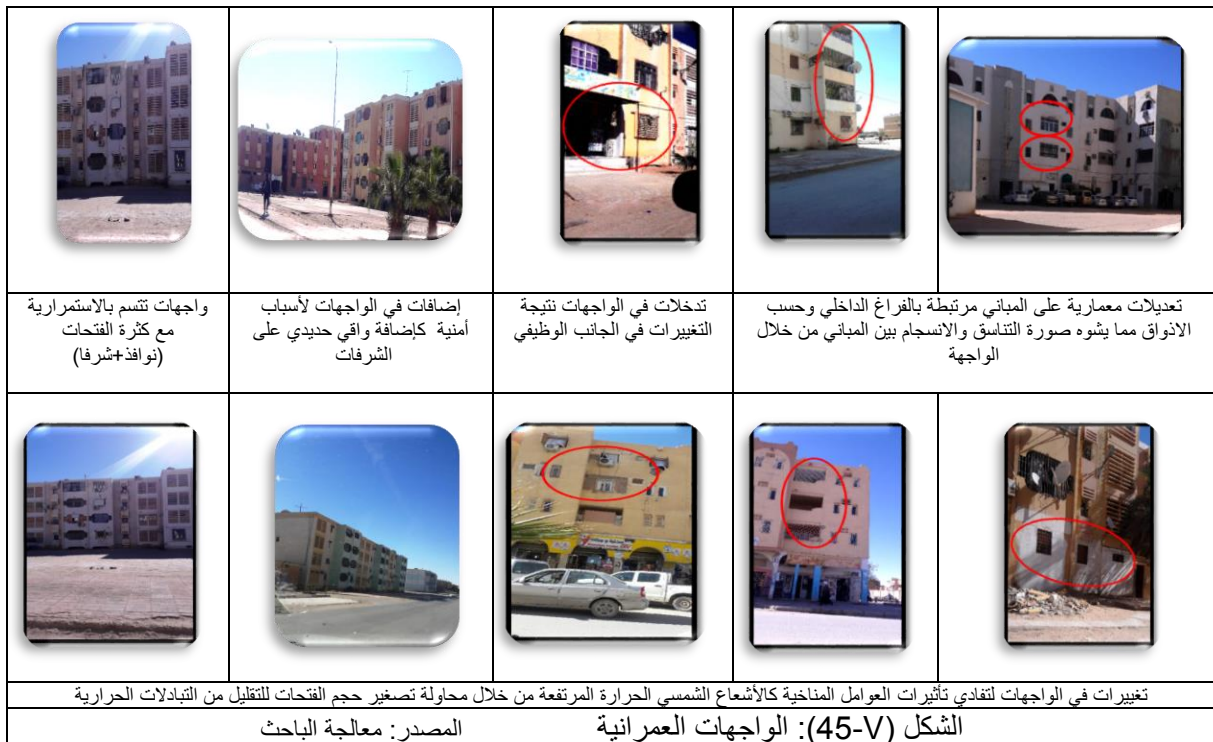 تعديلات معمارية على المباني مرتبطة بالفراغ الداخلي وحسب
الاذواق مما يشوه صورة التناسق والانسجام بين المباني من خلال
الواجهة
تدخلات في الواجهات نتيجة
التغييرات في الجانب الوظيفي
إضافات في الواجهات لأسباب
أمنية كإضافة واقي حديدي على
الشرفات
واجهات تتسم بالاستمرارية
مع كثرة الفتحات
(نوافذ+شرفا)
تغييرات في الواجهات لتفادي تأثيرات العوامل المناخية كالأشعاع الشمسي الحرارة المرتفعة من خلال محاولة تصغير حجم الفتحات للتقليل من التبادلات الحرارية
الشكل (V-45): الواجهات العمرانية المصدر: معالجة الباحث